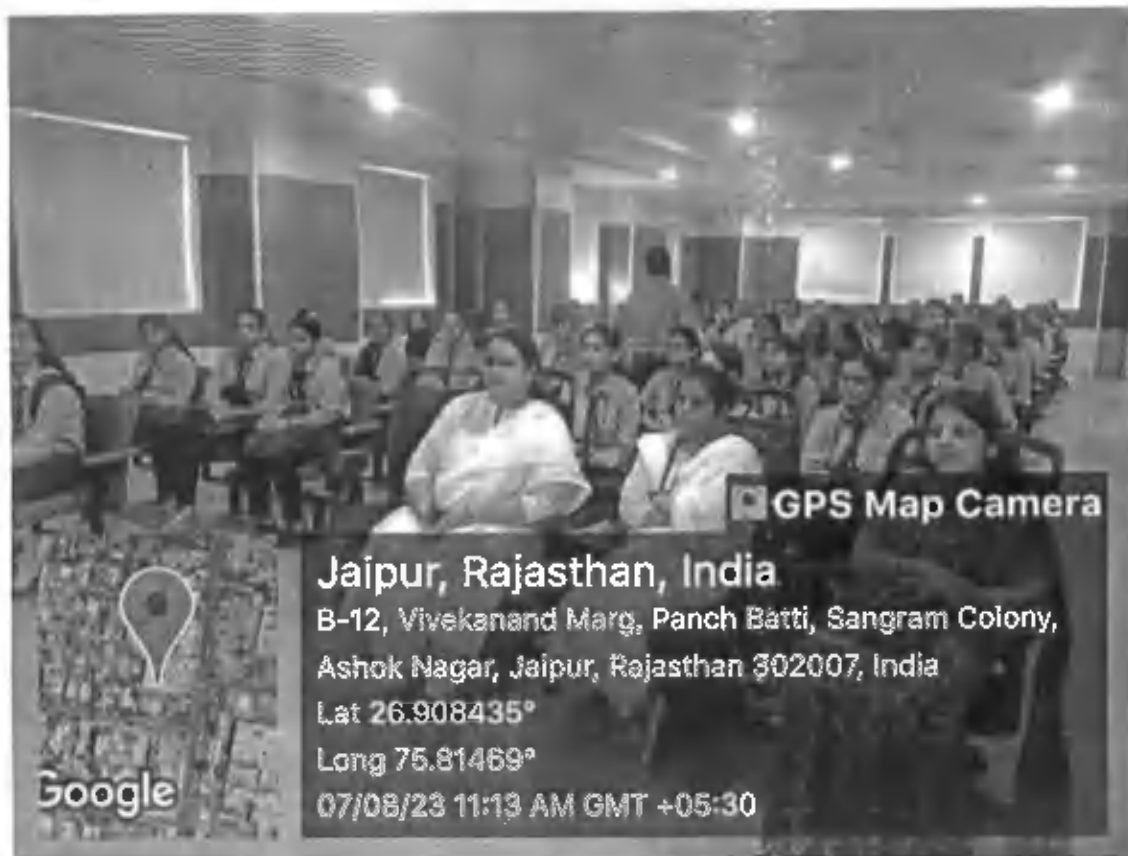 GPS Map Camera
Jaipur, Rajasthan, India
B-12, Vivekanand Marg, Panch Batti, Sangram Colony,
Ashok Nagar, Jaipur, Rajasthan 302007, India
Lat 26.908435°
Long 75.81469°
07/08/23 11:13 AM GMT +05:30
Google